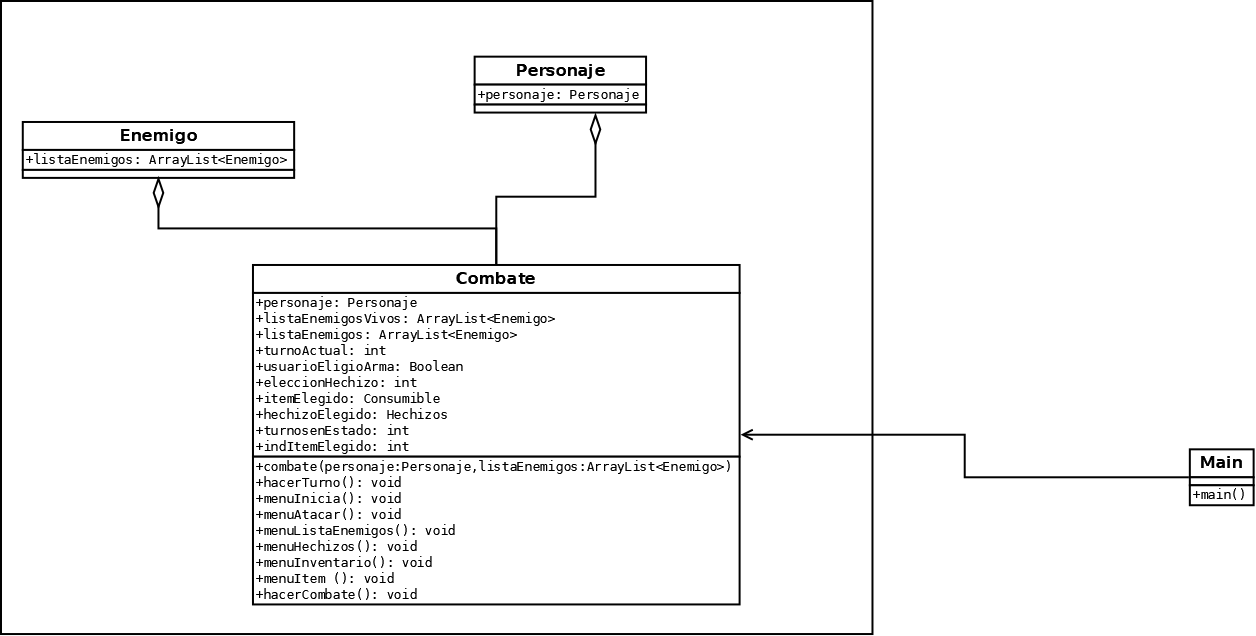 Personaje
+personaje: Personaje
Enemigo
+listaEnemigos: ArrayList<Enemigo>
Combate
+personaje: Personaje
+listaEnemigosVivos: ArrayList<Enemigo>
+listaEnemigos: ArrayList<Enemigo>
+turnoActual: int
+usuarioEligioArma: Boolean
+eleccionHechizo: int
+itemElegido: Consumible
+hechizoElegido: Hechizos
+turnosenEstado: int
+indItemElegido: int
+combate(personaje:Personaje,listaEnemigos:ArrayList<Enemigo>)
+hacerTurno(): void
+menuInicia(): void
+menuAtacar(): void
+menuListaEnemigos(): void
+menuHechizos(): void
+menuInventario(): void
+menuItem (): void
+hacerCombate(): void
Main
+main()